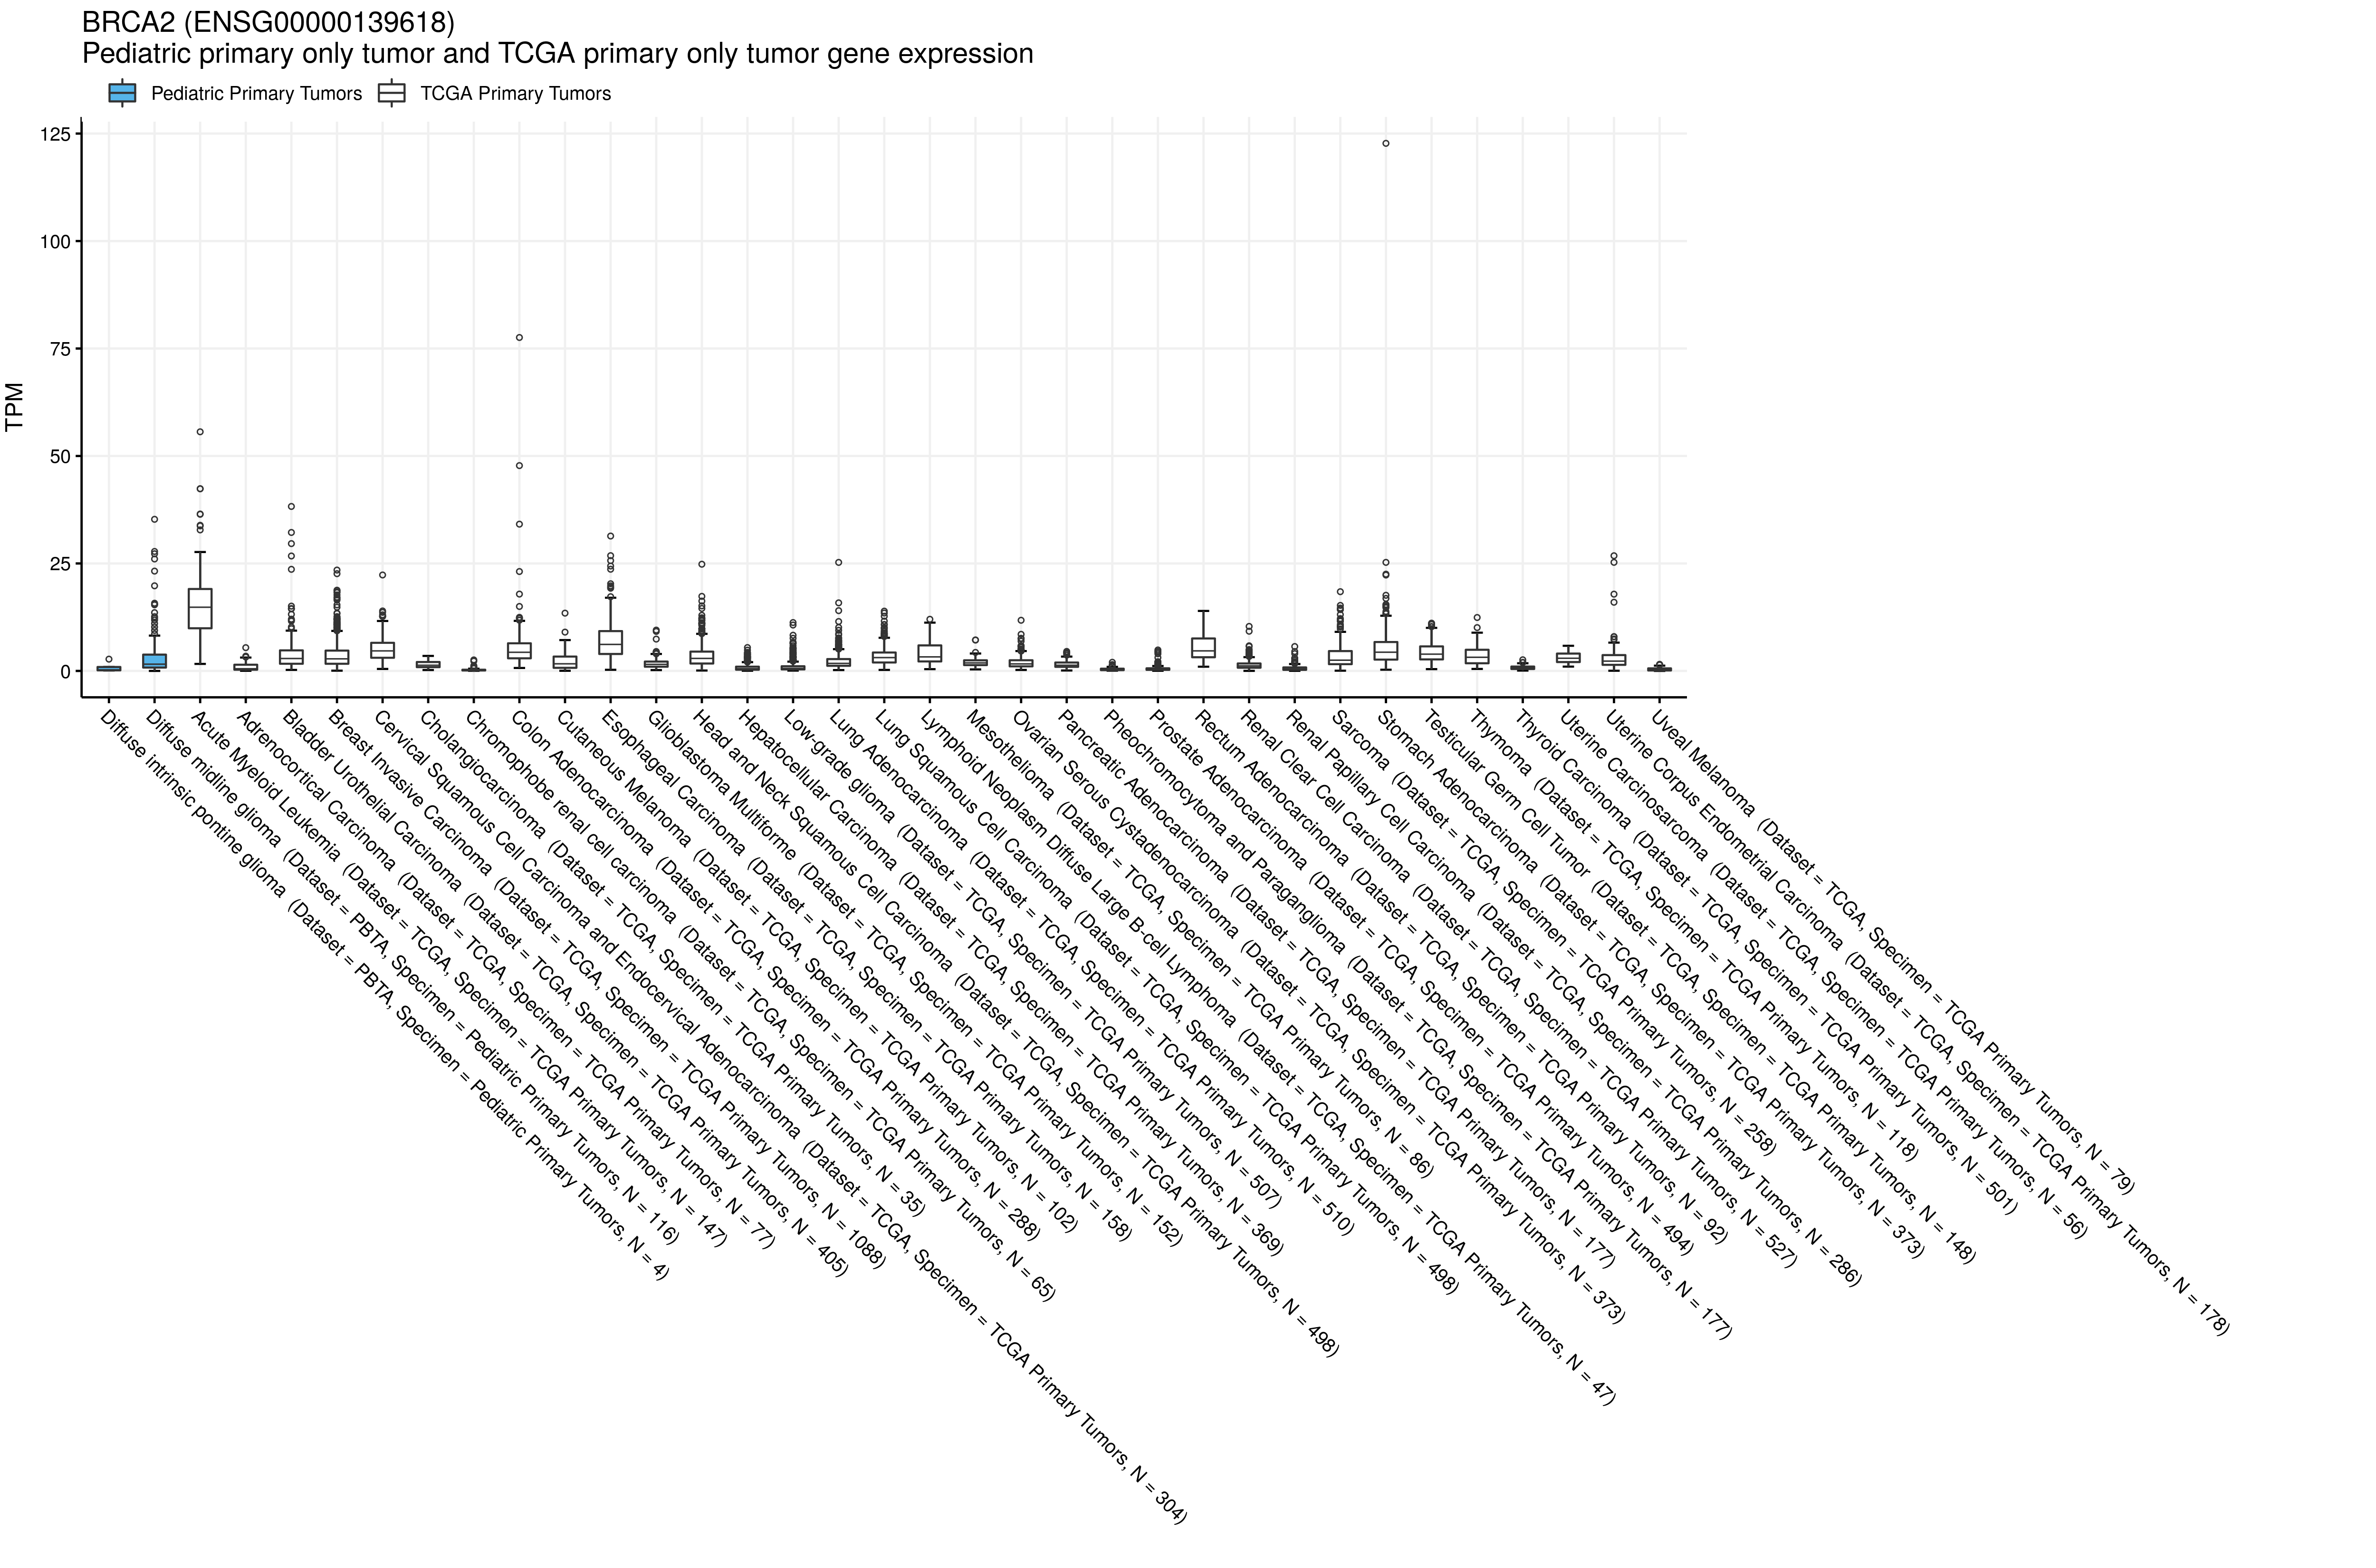 BRCA2 (ENSG00000139618)
Pediatric primary only tumor and TCGA primary only tumor gene expression
Pediatric Primary Tumors
TCGA Primary Tumors
TPM
125
100
75
50
25
0
Diffuse intrinsic pontine glioma (Dataset = PBTA, Specimen = Pediatric Primary Tumors, N = 4)
Diffuse midline glioma (Dataset = PBTA, Specimen = Pediatric Primary Tumors, N = 116)
Acute Myeloid Leukemia (Dataset = TCGA, Specimen = TCGA Primary Tumors, N = 147)
Adrenocortical Carcinoma (Dataset = TCGA, Specimen = TCGA Primary Tumors, N = 77)
Bladder Urothelial Carcinoma (Dataset = TCGA, Specimen = TCGA Primary Tumors, N = 405)
Breast Invasive Carcinoma (Dataset = TCGA, Specimen = TCGA Primary Tumors, N = 1088)
Cervical Squamous Cell Carcinoma and Endocervical Adenocarcinoma (Dataset = TCGA, Specimen = TCGA Primary Tumors, N = 304)
Cholangiocarcinoma (Dataset = TCGA, Specimen = TCGA Primary Tumors, N = 35)
Chromophobe renal cell carcinoma (Dataset = TCGA, Specimen = TCGA Primary Tumors, N = 65)
Colon Adenocarcinoma (Dataset = TCGA, Specimen = TCGA Primary Tumors, N = 288)
Cutaneous Melanoma (Dataset = TCGA, Specimen = TCGA Primary Tumors, N = 102)
Esophageal Carcinoma (Dataset = TCGA, Specimen = TCGA Primary Tumors, N = 158)
Glioblastoma Multiforme (Dataset = TCGA, Specimen = TCGA Primary Tumors, N = 152)
Head and Neck Squamous Cell Carcinoma (Dataset = TCGA, Specimen = TCGA Primary Tumors, N = 498)
Hepatocellular Carcinoma (Dataset = TCGA, Specimen = TCGA Primary Tumors, N = 369)
Low-grade glioma (Dataset = TCGA, Specimen = TCGA Primary Tumors, N = 507)
Lung Adenocarcinoma (Dataset = TCGA, Specimen = TCGA Primary Tumors, N = 510)
Lung Squamous Cell Carcinoma (Dataset = TCGA, Specimen = TCGA Primary Tumors, N = 498)
Lymphoid Neoplasm Diffuse Large B-cell Lymphoma (Dataset = TCGA, Specimen = TCGA Primary Tumors, N = 47)
Mesothelioma (Dataset = TCGA, Specimen = TCGA Primary Tumors, N = 86)
Ovarian Serous Cystadenocarcinoma (Dataset = TCGA, Specimen = TCGA Primary Tumors, N = 373)
Pancreatic Adenocarcinoma (Dataset = TCGA, Specimen = TCGA Primary Tumors, N = 177)
Pheochromocytoma and Paraganglioma (Dataset = TCGA, Specimen = TCGA Primary Tumors, N = 177)
Prostate Adenocarcinoma (Dataset = TCGA, Specimen = TCGA Primary Tumors, N = 494)
Rectum Adenocarcinoma (Dataset = TCGA, Specimen = TCGA Primary Tumors, N = 92)
Renal Clear Cell Carcinoma (Dataset = TCGA, Specimen = TCGA Primary Tumors, N = 527)
Renal Papillary Cell Carcinoma (Dataset = TCGA, Specimen = TCGA Primary Tumors, N = 286)
Sarcoma (Dataset = TCGA, Specimen = TCGA Primary Tumors, N = 258)
Stomach Adenocarcinoma (Dataset = TCGA, Specimen = TCGA Primary Tumors, N = 373)
Testicular Germ Cell Tumor (Dataset = TCGA, Specimen = TCGA Primary Tumors, N = 148)
Thymoma (Dataset = TCGA, Specimen = TCGA Primary Tumors, N = 118)
Thyroid Carcinoma (Dataset = TCGA, Specimen = TCGA Primary Tumors, N = 501)
Uterine Carcinosarcoma (Dataset = TCGA, Specimen = TCGA Primary Tumors, N = 56)
Uterine Corpus Endometrial Carcinoma (Dataset = TCGA, Specimen = TCGA Primary Tumors, N = 178)
Uveal Melanoma (Dataset = TCGA, Specimen = TCGA Primary Tumors, N = 79)